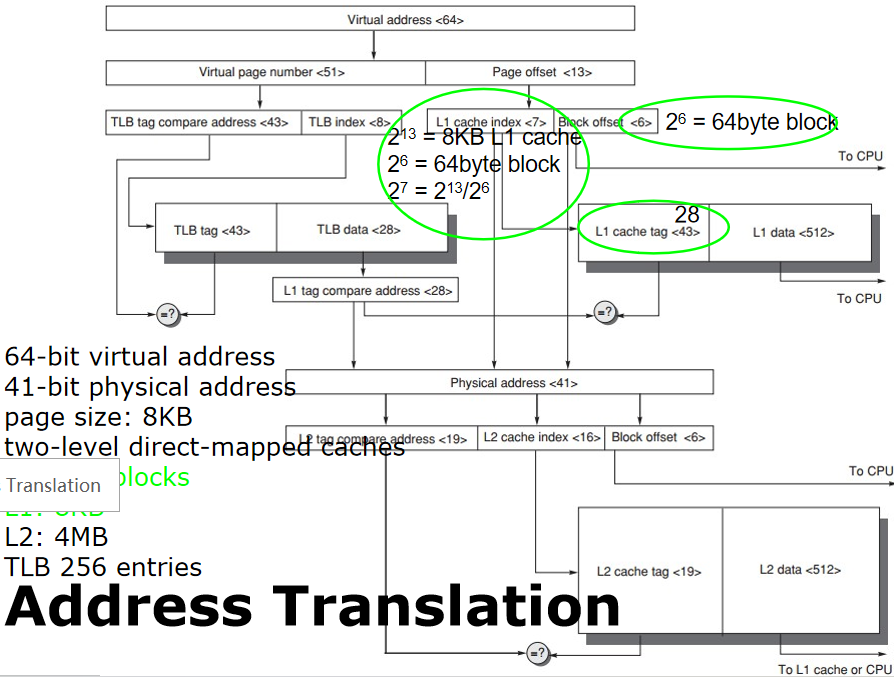 Virtual address <64>
Virtual page number <51>
Page offset <13>
TLB tag compare address <43>
TLB index <8>
L1 cache index <7>
Block offset <6>
2⁶ = 64byte block
2¹³ = 8KB L1 cache
2⁶ = 64byte block
2⁷ = 2¹³/2⁶
To CPU
28
TLB tag <43>
TLB data <28>
L1 cache tag <43>
L1 data <512>
L1 tag compare address <28>
To CPU
=?
=?
64-bit virtual address
41-bit physical address
page size: 8KB
two-level direct-mapped caches
blocks
Translation
L1: 8KB
L2: 4MB
TLB 256 entries
Physical address <41>
L2 tag compare address <19>
L2 cache index <16>
Block offset <6>
To CPU
L2 cache tag <19>
L2 data <512>
Address Translation
=?
To L1 cache or CPU